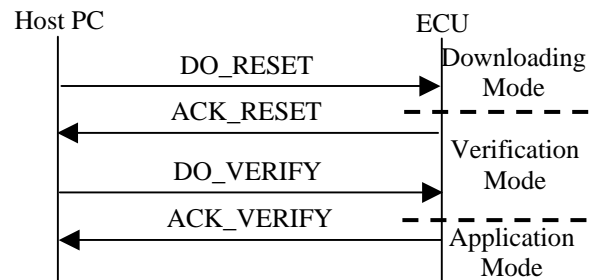 Host PC
ECU
DO_RESET
Downloading
Mode
ACK_RESET
Verification
Mode
DO_VERIFY
ACK_VERIFY
Application
Mode